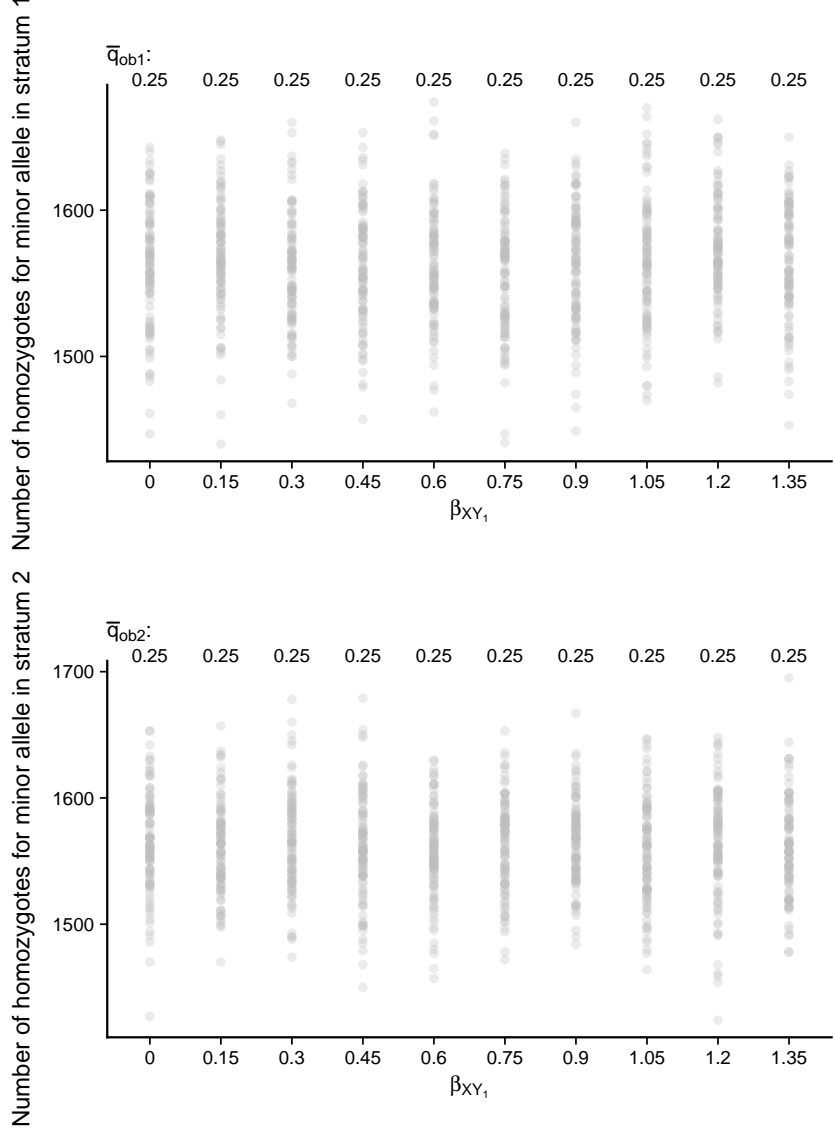 Number of homozygotes for minor allele in stratum 1
q̅ob1:
0.25 0.25 0.25 0.25 0.25 0.25 0.25 0.25 0.25 0.25
1600
1500
0 0.15 0.3 0.45 0.6 0.75 0.9 1.05 1.2 1.35
βXY1
Number of homozygotes for minor allele in stratum 2
q̅ob2:
0.25 0.25 0.25 0.25 0.25 0.25 0.25 0.25 0.25 0.25
1700
1600
1500
0 0.15 0.3 0.45 0.6 0.75 0.9 1.05 1.2 1.35
βXY1